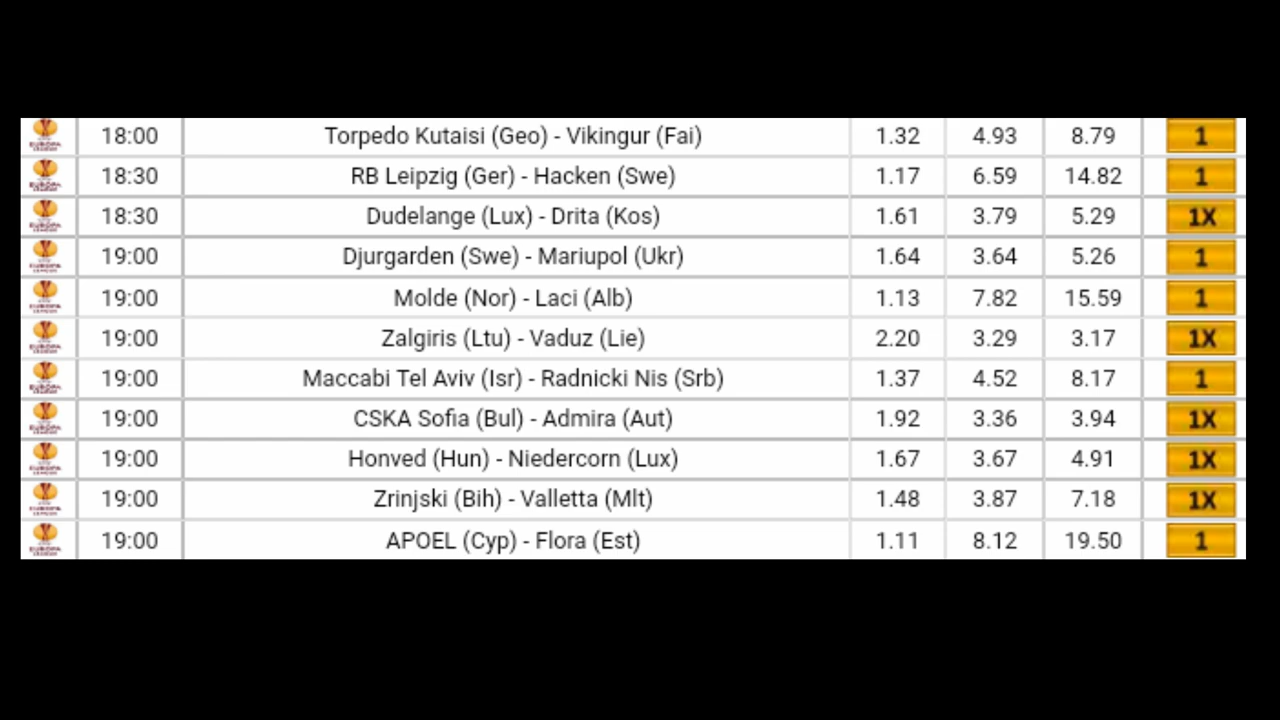 18:00 Torpedo Kutaisi (Geo) - Vikingur (Fai) 1.32 4.93 8.79 1
18:30 RB Leipzig (Ger) - Hacken (Swe) 1.17 6.59 14.82 1
18:30 Dudelange (Lux) - Drita (Kos) 1.61 3.79 5.29 1X
19:00 Djurgarden (Swe) - Mariupol (Ukr) 1.64 3.64 5.26 1
19:00 Molde (Nor) - Laci (Alb) 1.13 7.82 15.59 1
19:00 Zalgiris (Ltu) - Vaduz (Lie) 2.20 3.29 3.17 1X
19:00 Maccabi Tel Aviv (Isr) - Radnicki Nis (Srb) 1.37 4.52 8.17 1
19:00 CSKA Sofia (Bul) - Admira (Aut) 1.92 3.36 3.94 1X
19:00 Honved (Hun) - Niedercorn (Lux) 1.67 3.67 4.91 1X
19:00 Zrinjski (Bih) - Valletta (Mlt) 1.48 3.87 7.18 1X
19:00 APOEL (Cyp) - Flora (Est) 1.11 8.12 19.50 1